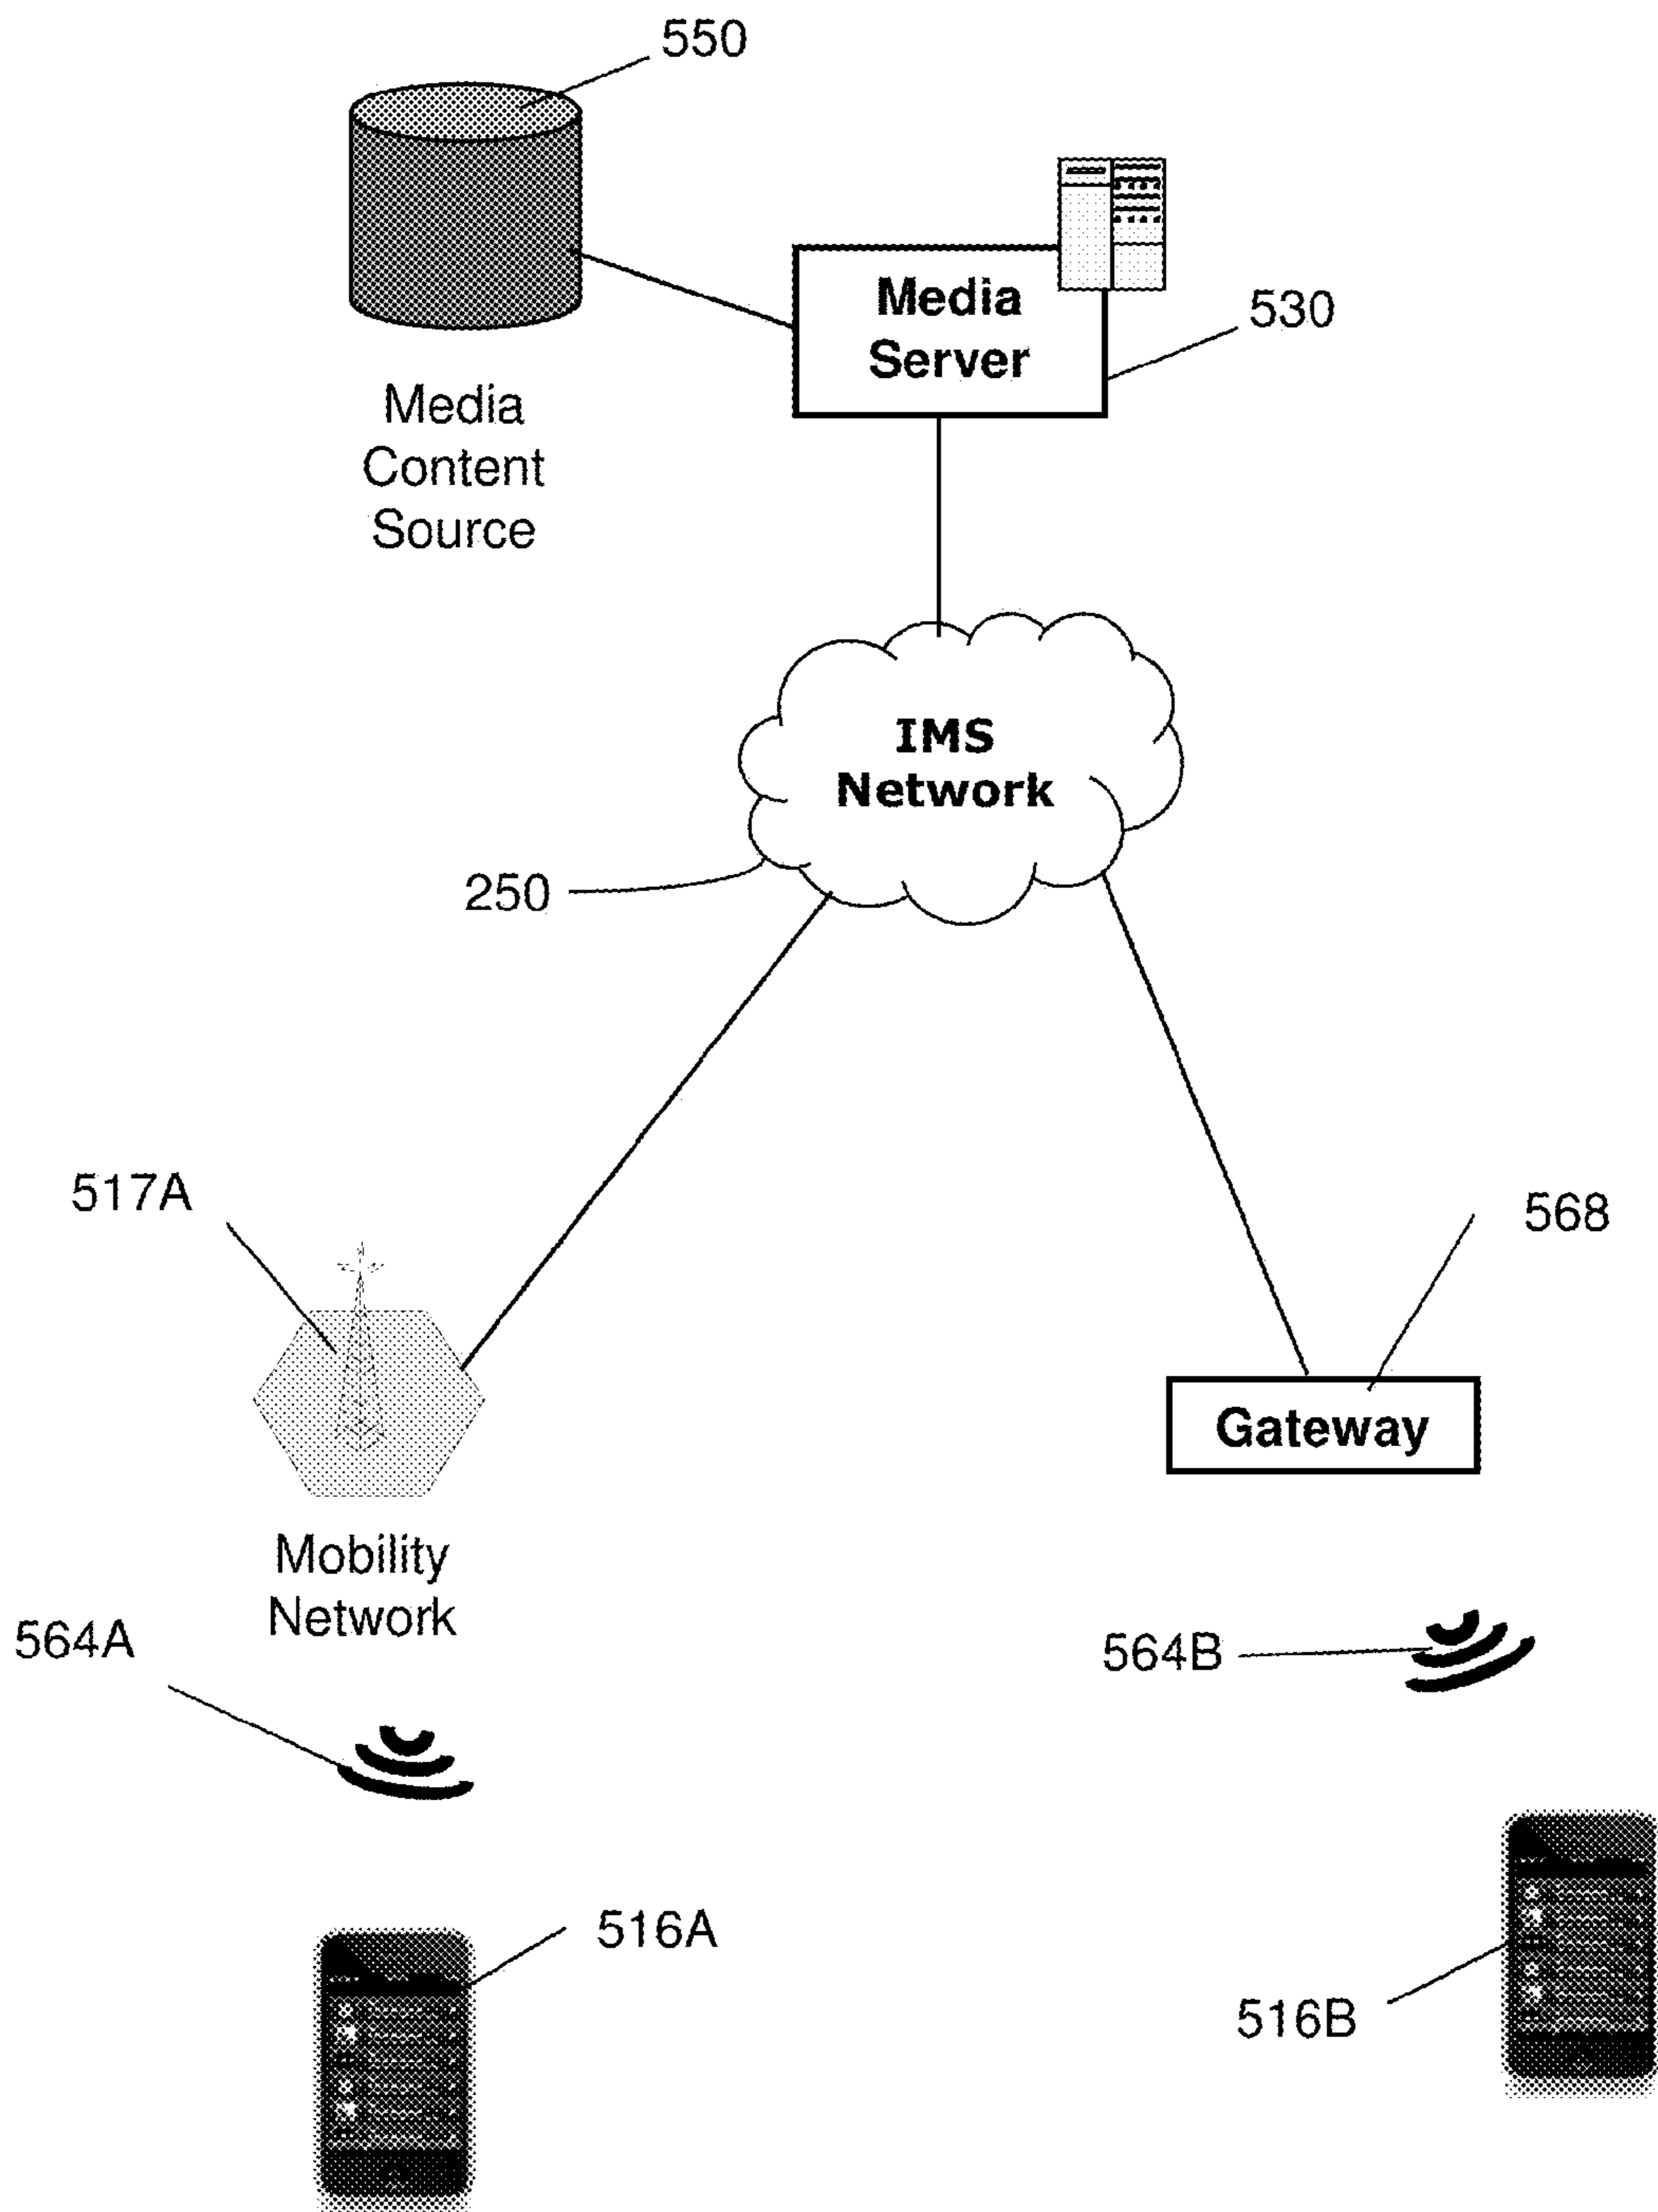 550
Media
Server
530
Media
Content
Source
IMS
Network
250
517A
568
Gateway
Mobility
Network
564A
564B
516A
516B